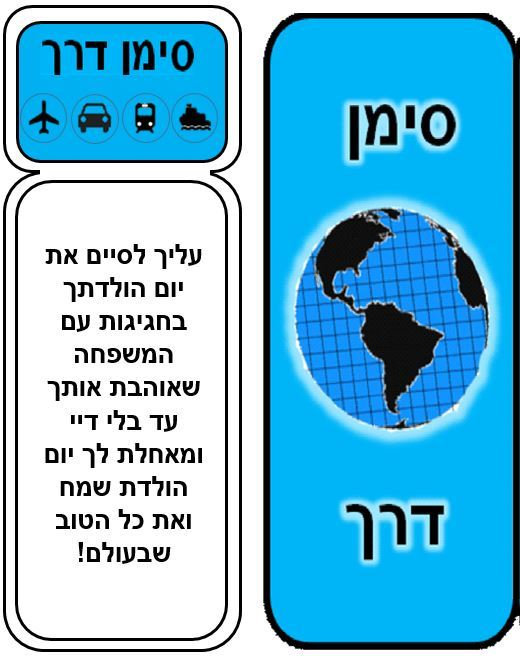 סימן דרך
עליך לסיים את
יום הולדתך
בחגיגות עם
המשפחה
שאוהבת אותך
עד בלי דיי
ומאחלת לך יום
הולדת שמח
ואת כל הטוב
שבעולם!
סימן
דרך